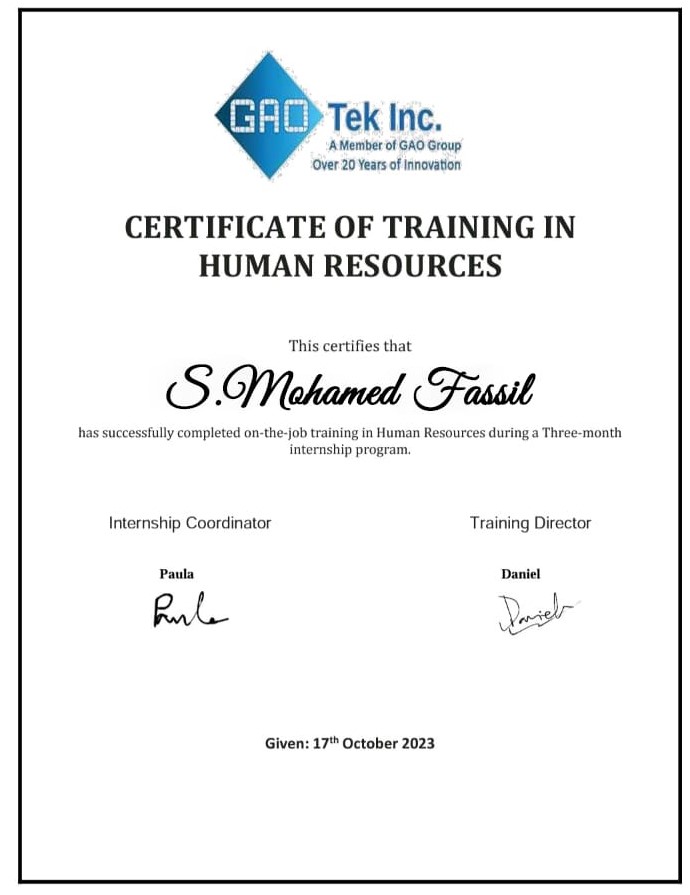 GAO Tek Inc.
A Member of GAO Group
Over 20 Years of Innovation
CERTIFICATE OF TRAINING IN
HUMAN RESOURCES
This certifies that
S.Mohamed Fassil
has successfully completed on-the-job training in Human Resources during a Three-month
internship program.
Internship Coordinator
Training Director
Paula
Daniel
Paula
Daniel
Given: 17th October 2023